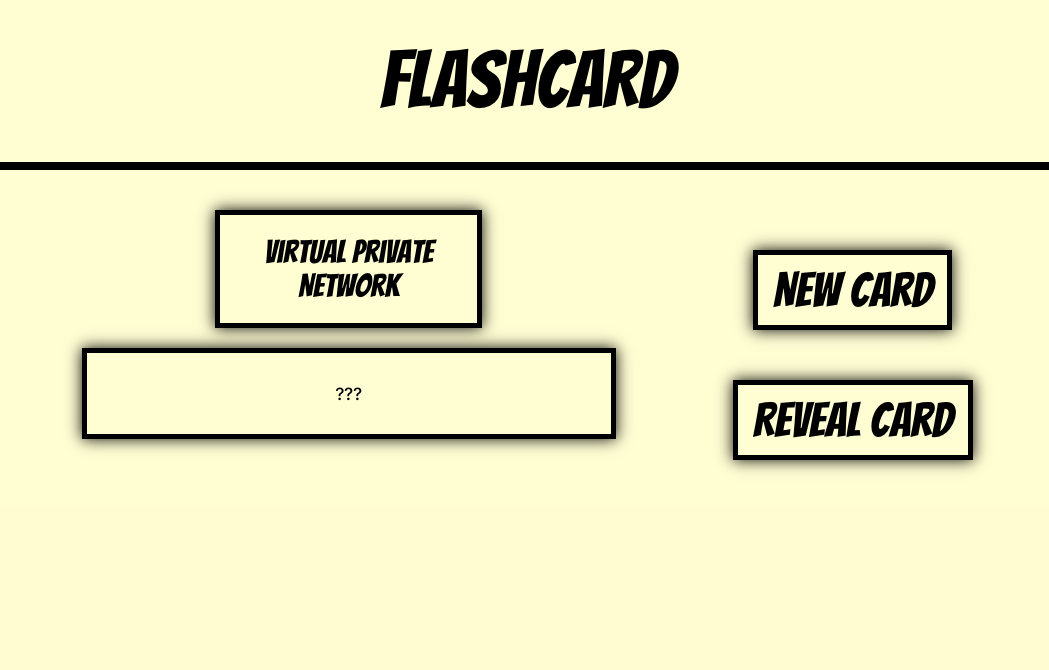 FLASHCARD
VIRTUAL PRIVATE
NETWORK
???
NEW CARD
REVEAL CARD